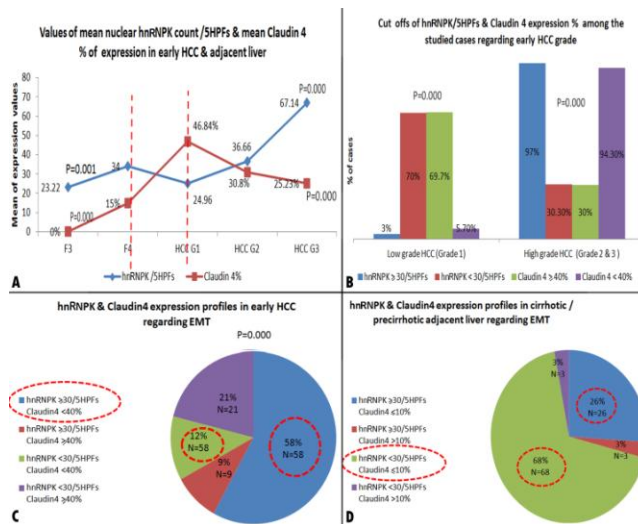 Values of mean nuclear hnRNPK count /5HPFs & mean Claudin 4
% of expression in early HCC & adjacent liver
Mean of expression values
80
70
60
50
40
30
20
10
0
P=0.000
67.14
46.84%
36.66
P=0.001
34
23.22
30.8%
25.23%
P=0.000
24.96
15%
P=0.000
0%
F3
F4
HCC G1
HCC G2
HCC G3
hnRNPK /5HPFs
Claudin 4%
A
Cut offs of hnRNPK/5HPFs & Claudin 4 expression % among the
studied cases regarding early HCC grade
% of cases
P=0.000
P=0.000
3%
70%
69.7%
5.70%
97%
30.30%
30%
94.30%
Low grade HCC (Grade 1)
High grade HCC (Grade 2 & 3)
hnRNPK≥30/5HPFs
hnRNPK<30/5HPFs
Claudin 4 ≥40%
Claudin 4 <40%
B
hnRNPK & Claudin4 expression profiles in early HCC
regarding EMT
P=0.000
hnRNPK ≥30/5HPFs
Claudin4 <40%
hnRNPK ≥30/5HPFs
Claudin4 ≥40%
hnRNPK <30/5HPFs
Claudin4 <40%
hnRNPK <30/5HPFs
Claudin4 ≥40%
21%
N=21
12%
N=58
9%
N=9
58%
N=58
C
hnRNPK & Claudin4 expression profiles in cirrhotic /
precirrhotic adjacent liver regarding EMT
hnRNPK ≥30/5HPFs
Claudin4 ≤10%
hnRNPK ≥30/5HPFs
Claudin4 >10%
hnRNPK <30/5HPFs
Claudin4 ≤10%
hnRNPK <30/5HPFs
Claudin4 >10%
3%
N=3
26%
N=26
3%
N=3
68%
N=68
D